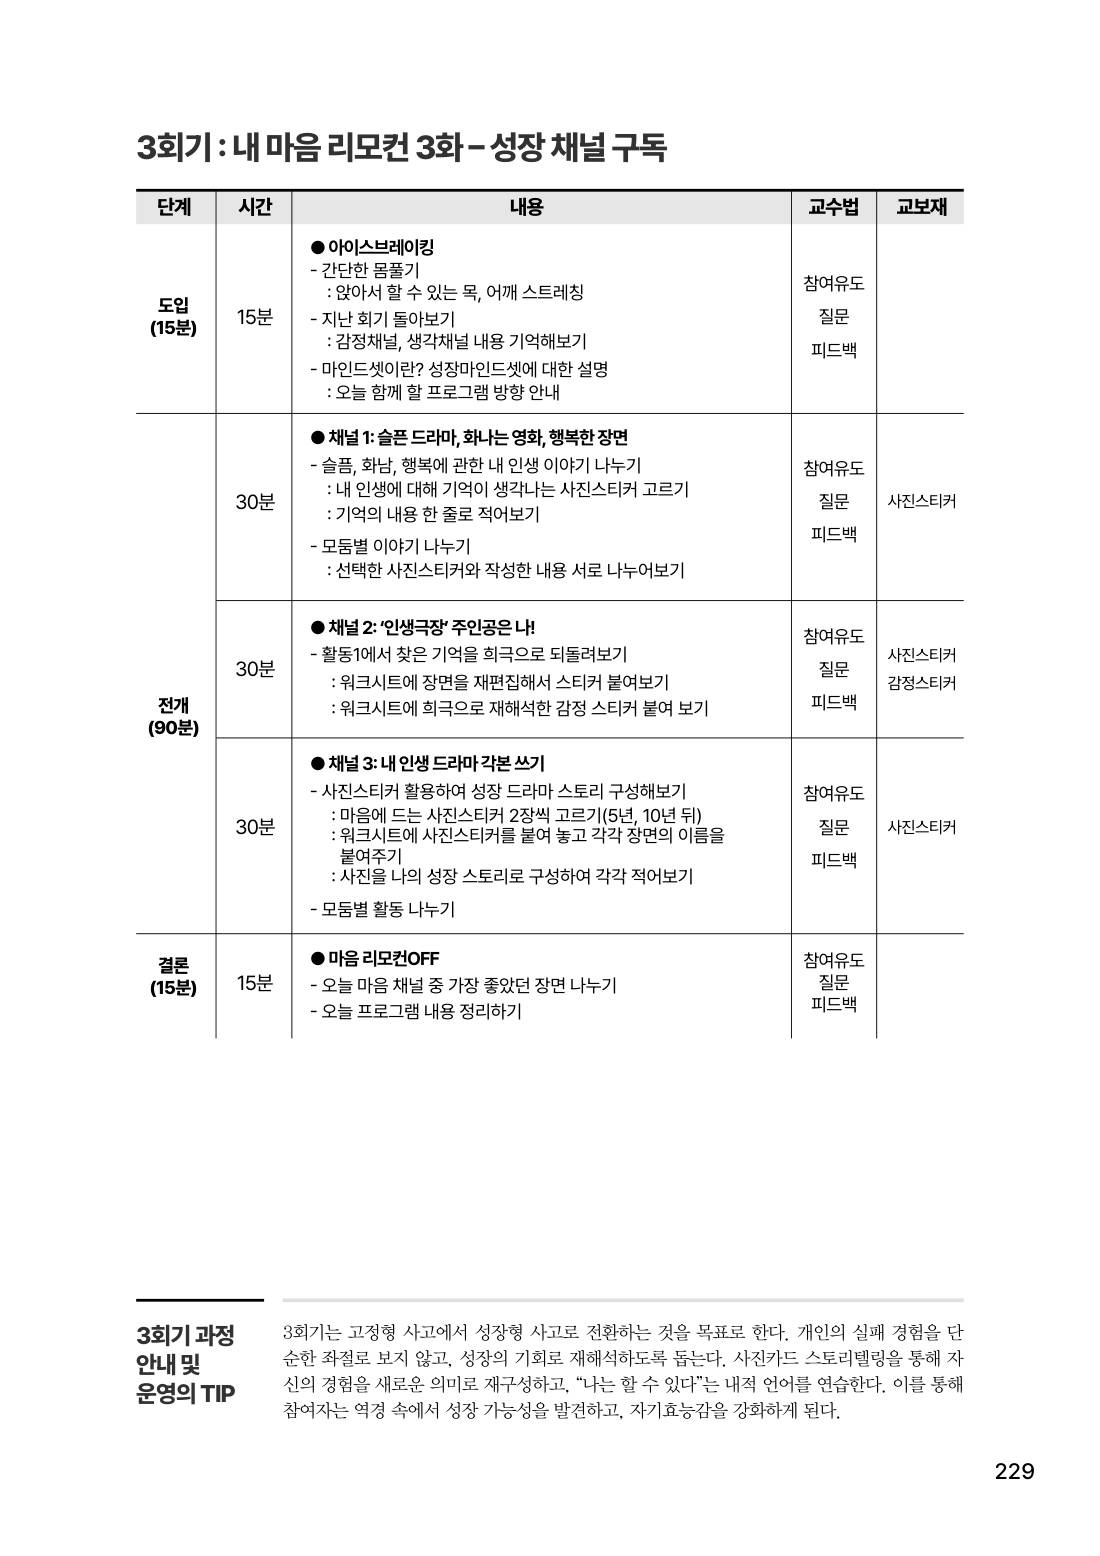 3회기 : 내 마음 리모컨 3화 – 성장 채널 구독
단계 시간 내용 교수법 교보재
도입
(15분)
15분
● 아이스브레이킹
- 간단한 몸풀기
: 앉아서 할 수 있는 목, 어깨 스트레칭
- 지난 회기 돌아보기
: 감정채널, 생각채널 내용 기억해보기
- 마인드셋이란? 성장마인드셋에 대한 설명
: 오늘 함께 할 프로그램 방향 안내
참여유도
질문
피드백
전개
(90분)
30분
● 채널 1: 슬픈 드라마, 화나는 영화, 행복한 장면
- 슬픔, 화남, 행복에 관한 내 인생 이야기 나누기
: 내 인생에 대해 기억이 생각나는 사진스티커 고르기
: 기억의 내용 한 줄로 적어보기
- 모둠별 이야기 나누기
: 선택한 사진스티커와 작성한 내용 서로 나누어보기
참여유도
질문
피드백
사진스티커
30분
● 채널 2: ‘인생극장’ 주인공은 나!
- 활동1에서 찾은 기억을 희극으로 되돌려보기
: 워크시트에 장면을 재편집해서 스티커 붙여보기
: 워크시트에 희극으로 재해석한 감정 스티커 붙여 보기
참여유도
질문
피드백
사진스티커
감정스티커
30분
● 채널 3: 내 인생 드라마 각본 쓰기
- 사진스티커 활용하여 성장 드라마 스토리 구성해보기
: 마음에 드는 사진스티커 2장씩 고르기(5년, 10년 뒤)
: 워크시트에 사진스티커를 붙여 놓고 각각 장면의 이름을
붙여주기
: 사진을 나의 성장 스토리로 구성하여 각각 적어보기
- 모둠별 활동 나누기
참여유도
질문
피드백
사진스티커
결론
(15분)
15분
● 마음 리모컨OFF
- 오늘 마음 채널 중 가장 좋았던 장면 나누기
- 오늘 프로그램 내용 정리하기
참여유도
질문
피드백
3회기 과정
안내 및
운영의 TIP
3회기는 고정형 사고에서 성장형 사고로 전환하는 것을 목표로 한다. 개인의 실패 경험을 단
순한 좌절로 보지 않고, 성장의 기회로 재해석하도록 돕는다. 사진카드 스토리텔링을 통해 자
신의 경험을 새로운 의미로 재구성하고, “나는 할 수 있다”는 내적 언어를 연습한다. 이를 통해
참여자는 역경 속에서 성장 가능성을 발견하고, 자기효능감을 강화하게 된다.
229